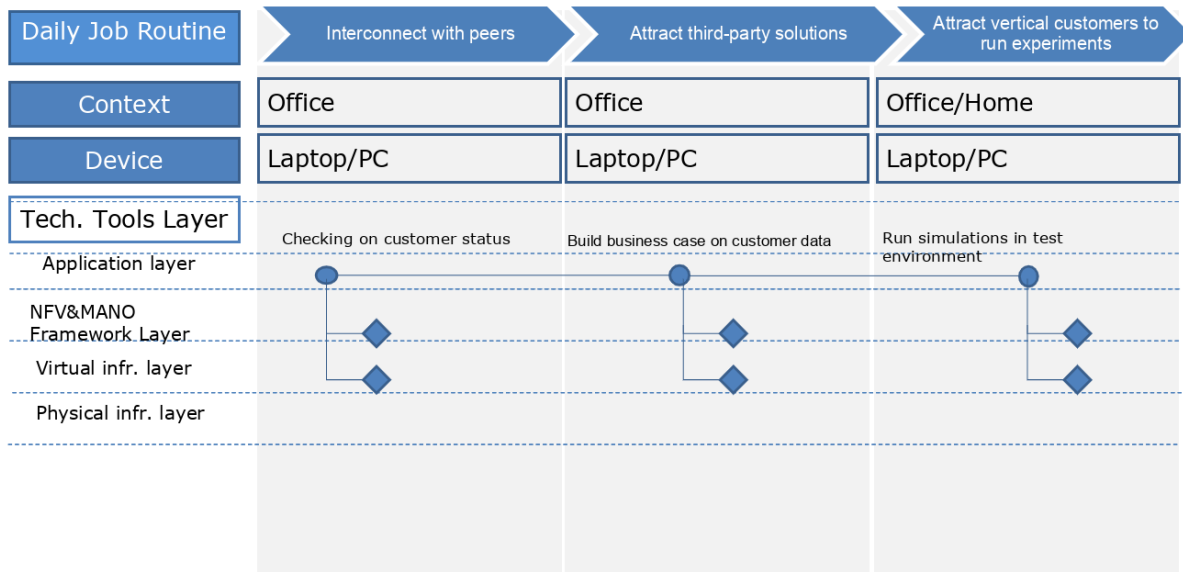 Daily Job Routine
Interconnect with peers
Attract third-party solutions
Attract vertical customers to
run experiments
Context
Office
Office
Office/Home
Device
Laptop/PC
Laptop/PC
Laptop/PC
Tech. Tools Layer
Checking on customer status
Build business case on customer data
Run simulations in test
environment
Application layer
NFV&MANO
Framework Layer
Virtual infr. layer
Physical infr. layer